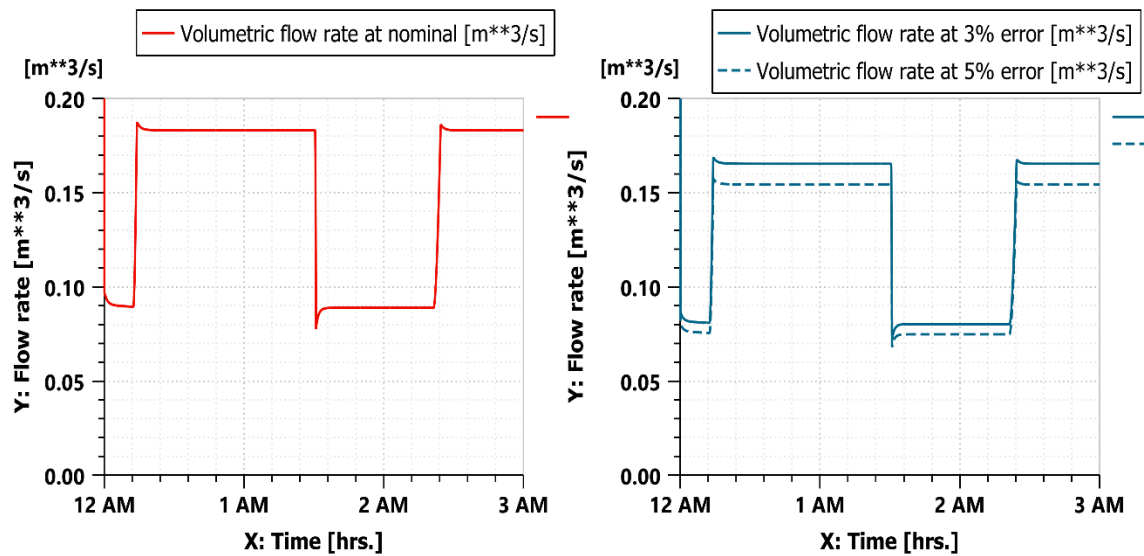 Volumetric flow rate at nominal [m**3/s]
[m**3/s]
Y: Flow rate [m**3/s]
0.20
0.15
0.10
0.05
0.00
12 AM 1 AM 2 AM 3 AM
X: Time [hrs.]
Volumetric flow rate at 3% error [m**3/s]
Volumetric flow rate at 5% error [m**3/s]
[m**3/s]
Y: Flow rate [m**3/s]
0.20
0.15
0.10
0.05
0.00
12 AM 1 AM 2 AM 3 AM
X: Time [hrs.]